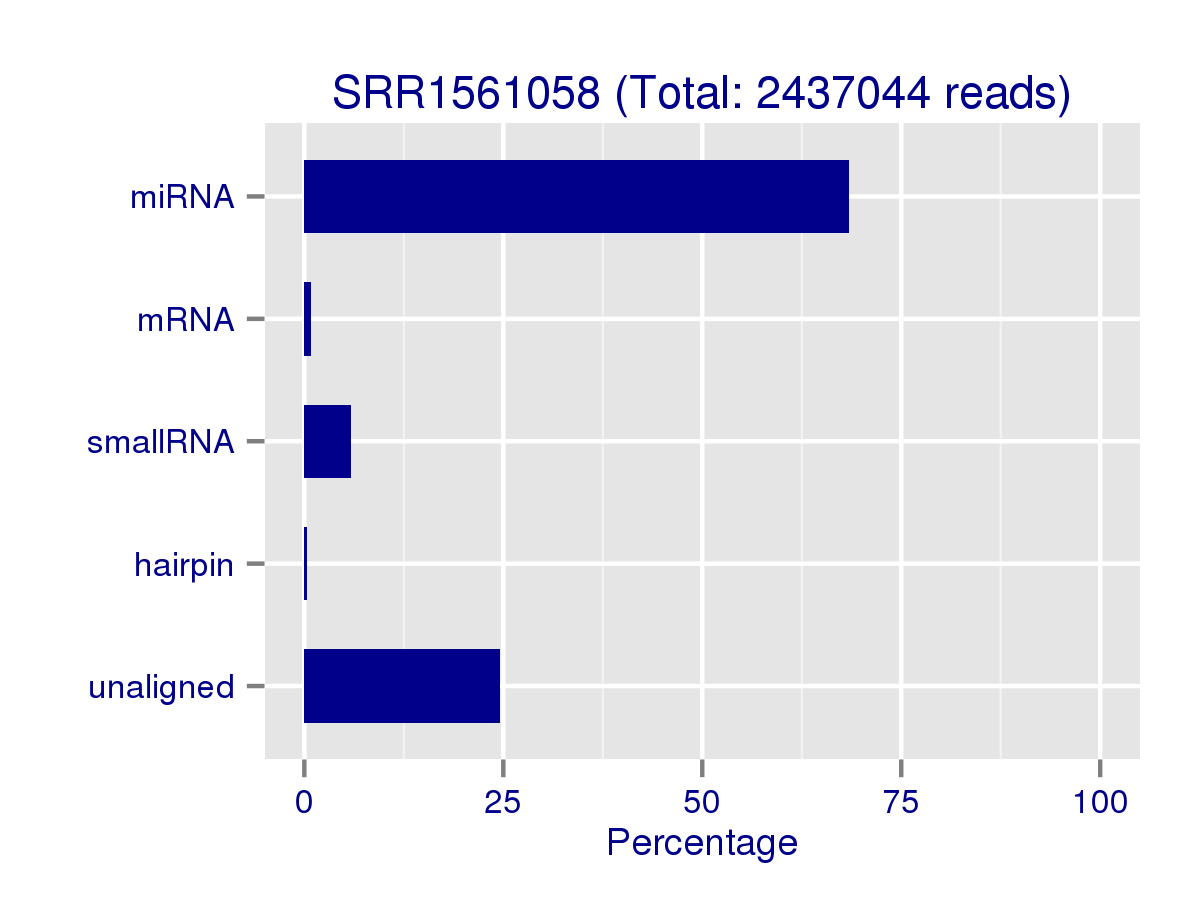 SRR1561058 (Total: 2437044 reads)
miRNA
mRNA
smallRNA
hairpin
unaligned
0 25 50 75 100
Percentage